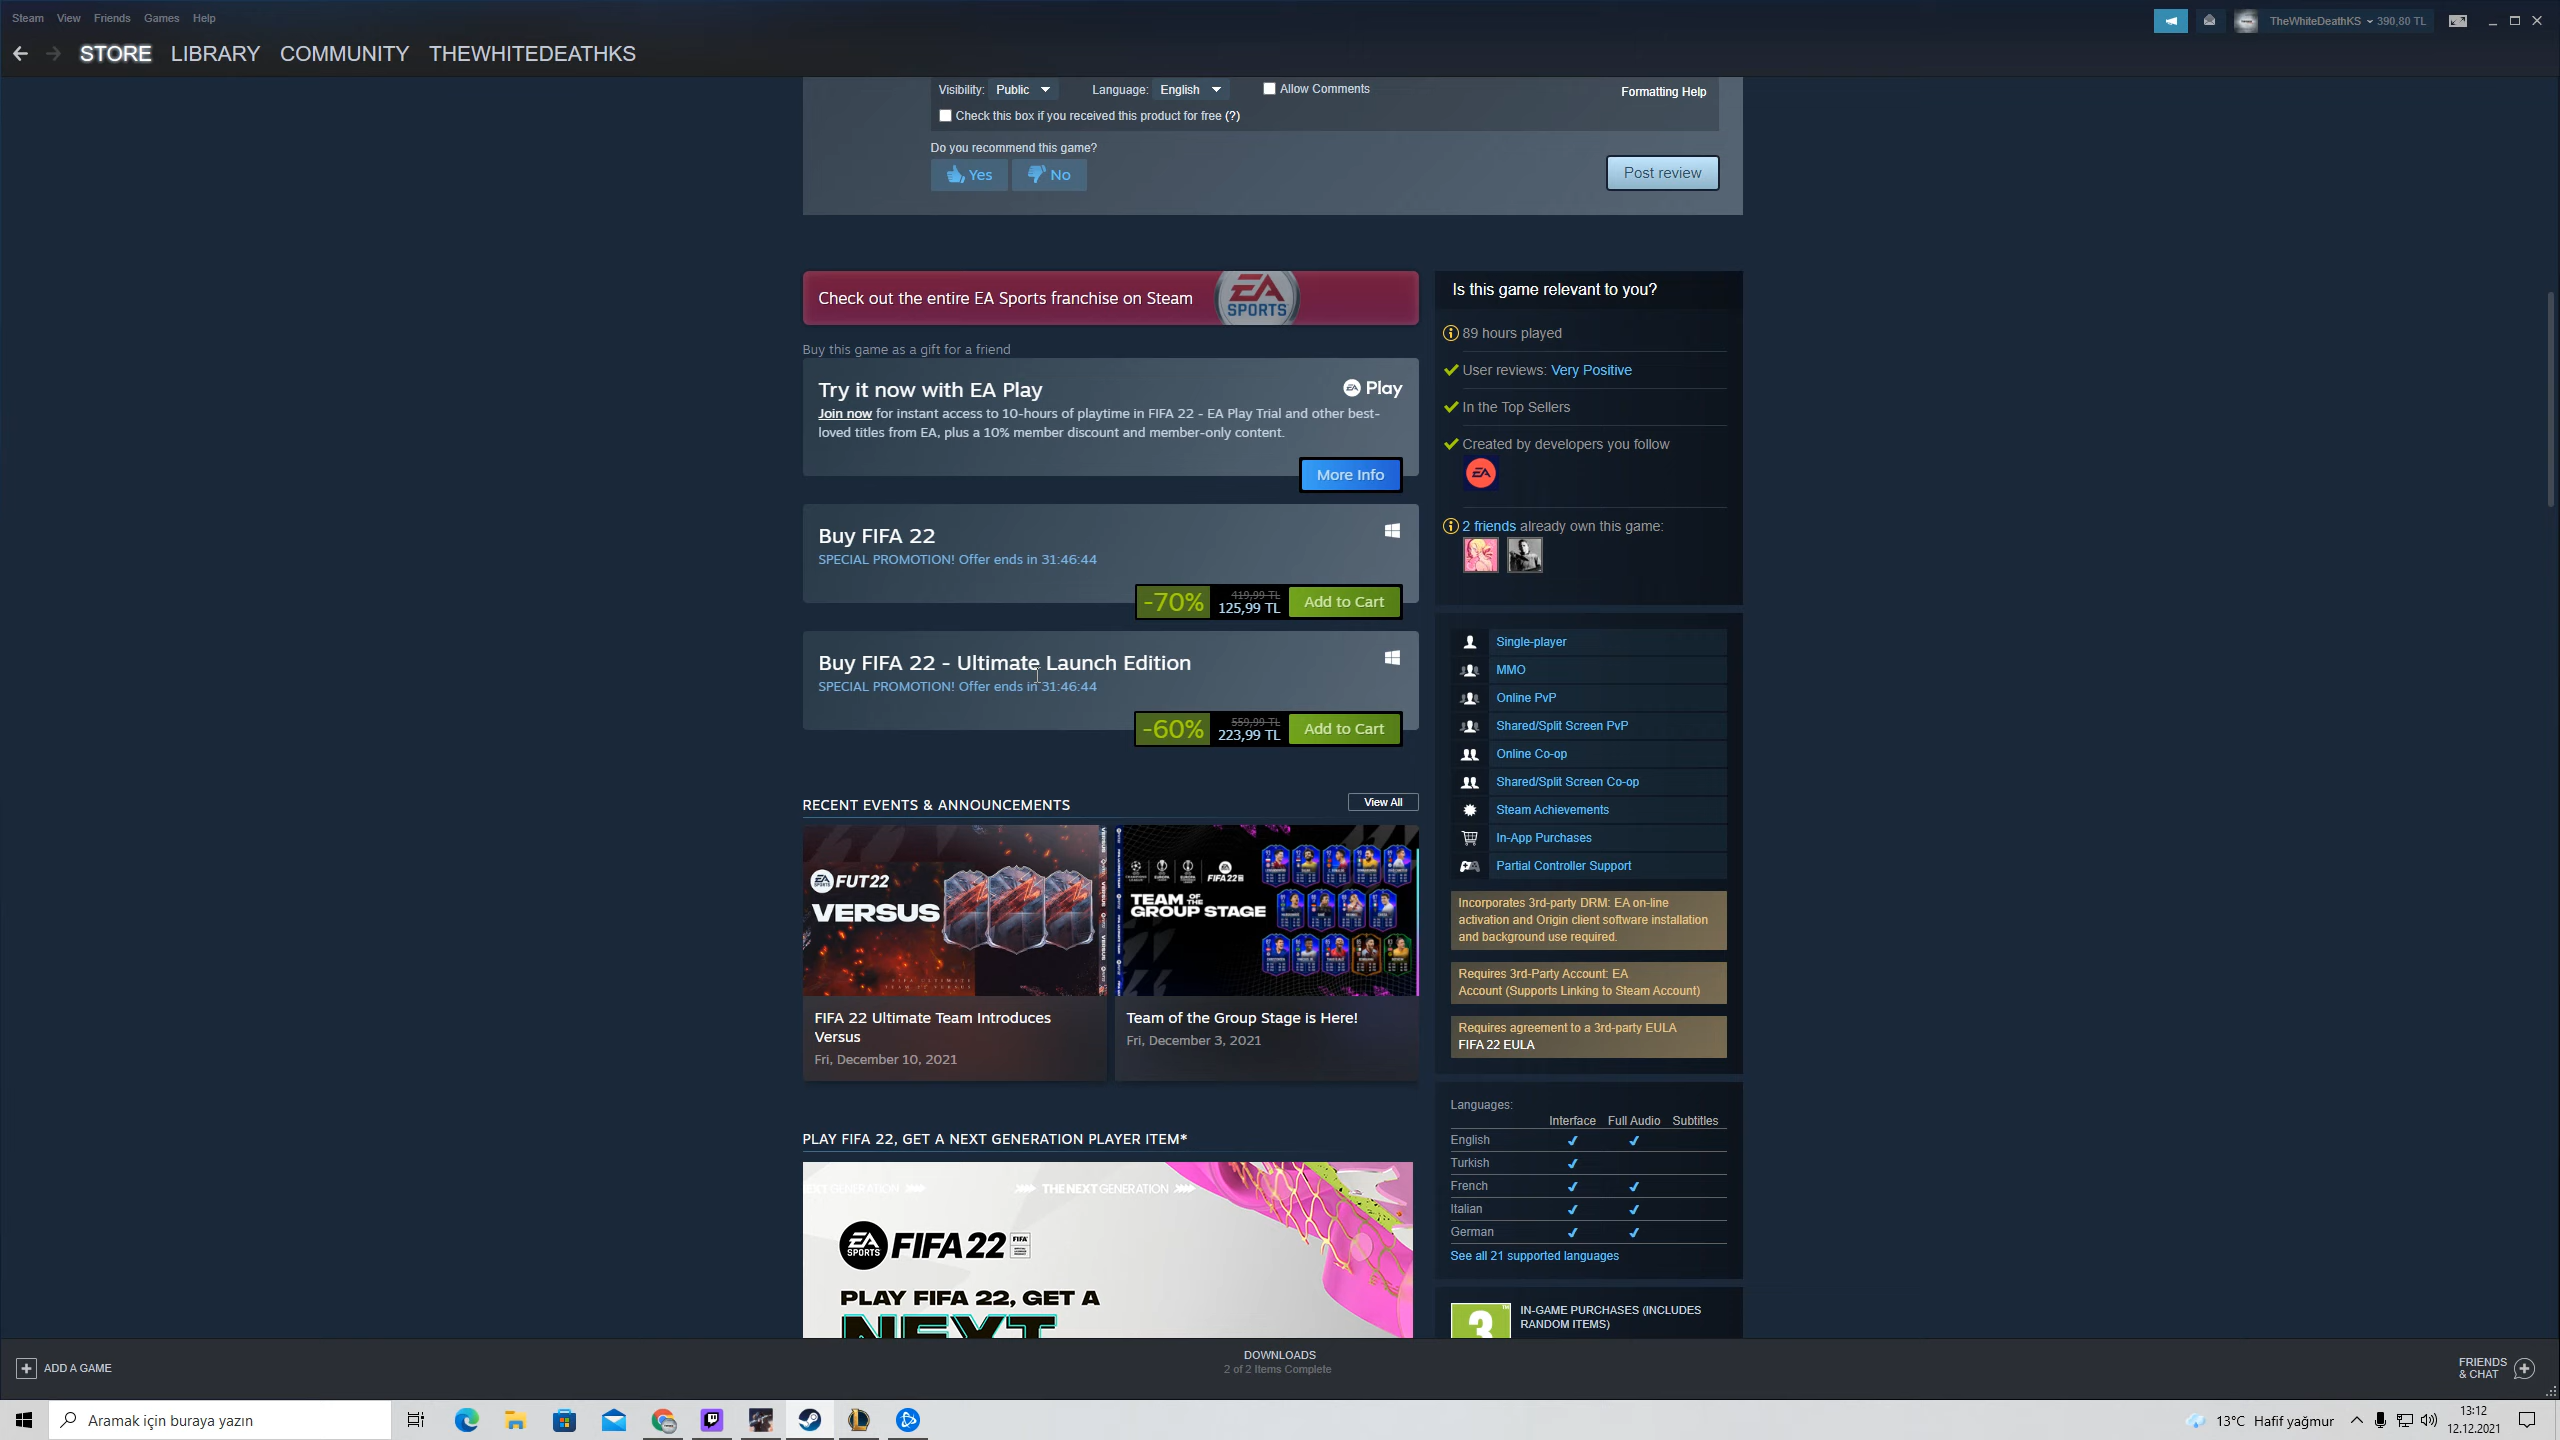 Steam View Friends Games Help
TheWhiteDeathKS 390,80 TL
STORE LIBRARY COMMUNITY THEWHITEDEATHKS
Visibility: Public Language: English Allow Comments
Formatting Help
Check this box if you received this product for free (?)
Do you recommend this game?
Yes No
Post review
Check out the entire EA Sports franchise on Steam
EA
SPORTS
Buy this game as a gift for a friend
Try it now with EA Play
EA Play
Join now for instant access to 10-hours of playtime in FIFA 22 - EA Play Trial and other best-
loved titles from EA, plus a 10% member discount and member-only content.
More Info
Buy FIFA 22
SPECIAL PROMOTION! Offer ends in 31:46:44
-70% 419,99 TL
125,99 TL
Add to Cart
Buy FIFA 22 - Ultimate Launch Edition
SPECIAL PROMOTION! Offer ends in 31:46:44
-60% 559,99 TL
223,99 TL
Add to Cart
RECENT EVENTS & ANNOUNCEMENTS
View All
EA SPORTS FUT22
VERSUS
FIFA 22 Ultimate Team Introduces
Versus
Fri, December 10, 2021
FIFA 22
TEAM OF THE
GROUP STAGE
Team of the Group Stage is Here!
Fri, December 3, 2021
PLAY FIFA 22, GET A NEXT GENERATION PLAYER ITEM*
THE NEXT GENERATION
EA SPORTS FIFA 22
FIFA
PLAY FIFA 22, GET A
NEXT
Is this game relevant to you?
89 hours played
User reviews: Very Positive
In the Top Sellers
Created by developers you follow
EA
2 friends already own this game:
Single-player
MMO
Online PvP
Shared/Split Screen PvP
Online Co-op
Shared/Split Screen Co-op
Steam Achievements
In-App Purchases
Partial Controller Support
Incorporates 3rd-party DRM: EA on-line
activation and Origin client software installation
and background use required.
Requires 3rd-Party Account: EA
Account (Supports Linking to Steam Account)
Requires agreement to a 3rd-party EULA
FIFA 22 EULA
Languages:
Interface Full Audio Subtitles
English
Turkish
French
Italian
German
See all 21 supported languages
3
IN-GAME PURCHASES (INCLUDES
RANDOM ITEMS)
ADD A GAME
DOWNLOADS
2 of 2 Items Complete
FRIENDS
& CHAT
Aramak için buraya yazın
13°C Hafif yağmur
13:12
12.12.2021